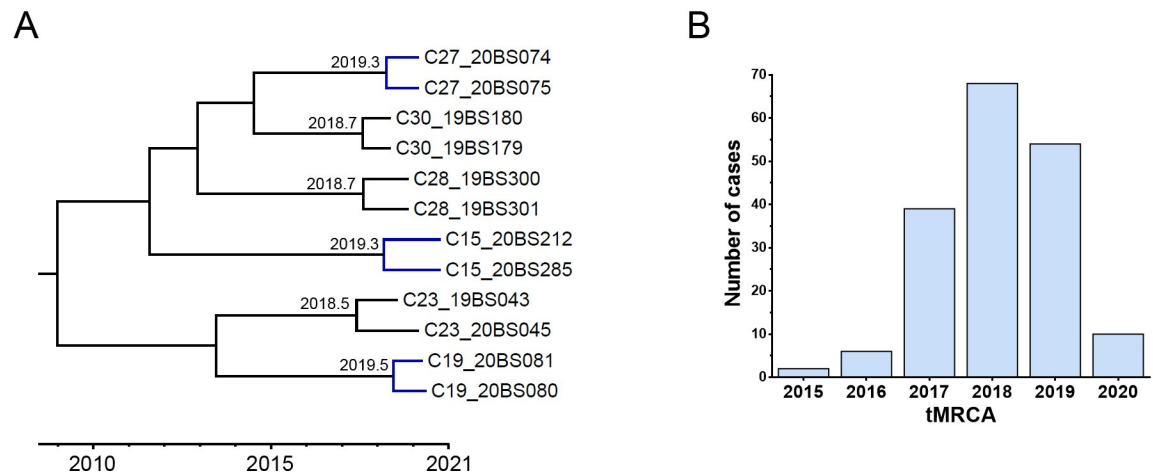 A
2019.3
C27_20BS074
C27_20BS075
2018.7
C30_19BS180
C30_19BS179
2018.7
C28_19BS300
C28_19BS301
2019.3
C15_20BS212
C15_20BS285
2018.5
C23_19BS043
C23_20BS045
2019.5
C19_20BS081
C19_20BS080
2010 2015 2021
B
Number of cases
70
60
50
40
30
20
10
0
2015 2016 2017 2018 2019 2020
tMRCA